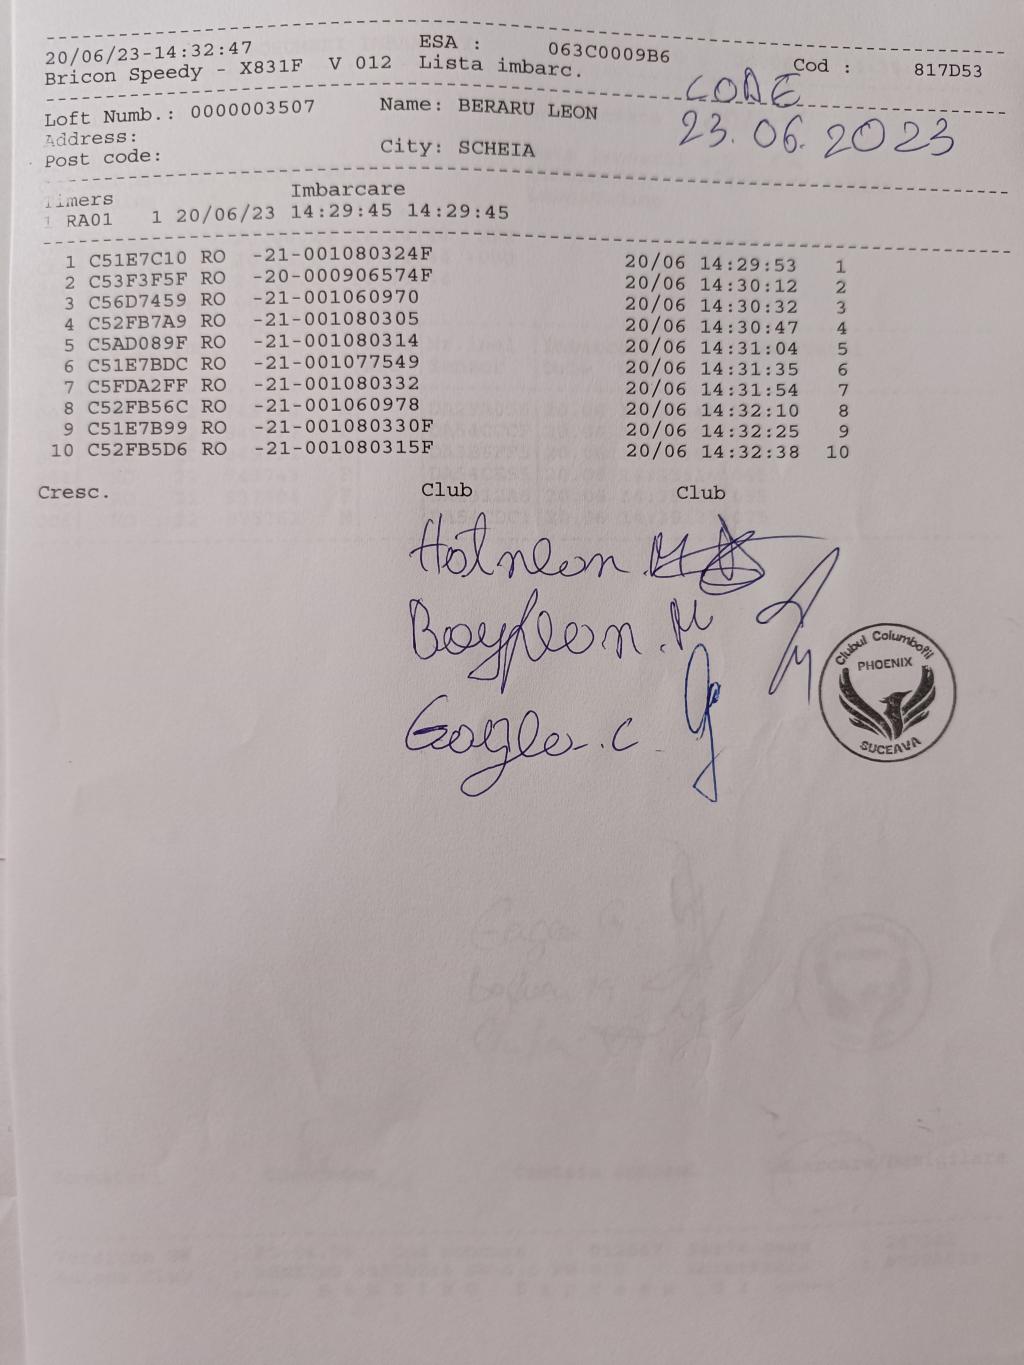 20/06/23-14:32:47 ESA : 063C0009B6 Cod : 817D53
Bricon Speedy - X831F V 012 Lista imbarc.
CODE
Loft Numb.: 0000003507 Name: BERARU LEON
23.06.2023
Address:
Post code: City: SCHEIA
Timers Imbarcare
1 RA01 1 20/06/23 14:29:45 14:29:45
1 C51E7C10 RO -21-001080324F 20/06 14:29:53 1
2 C53F3F5F RO -20-000906574F 20/06 14:30:12 2
3 C56D7459 RO -21-001060970 20/06 14:30:32 3
4 C52FB7A9 RO -21-001080305 20/06 14:30:47 4
5 C5AD089F RO -21-001080314 20/06 14:31:04 5
6 C51E7BDC RO -21-001077549 20/06 14:31:35 6
7 C5FDA2FF RO -21-001080332 20/06 14:31:54 7
8 C52FB56C RO -21-001060978 20/06 14:32:10 8
9 C51E7B99 RO -21-001080330F 20/06 14:32:25 9
10 C52FB5D6 RO -21-001080315F 20/06 14:32:38 10
Cresc. Club Club
Clubul Columbofil
PHOENIX
SUCEAVA